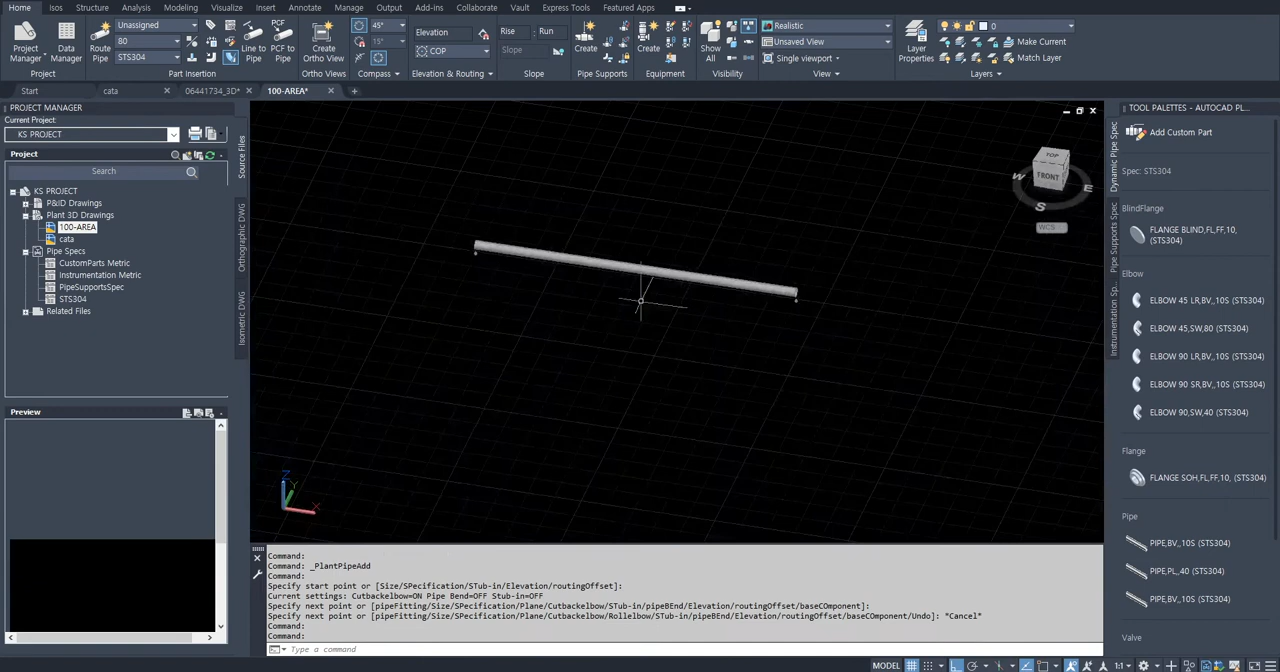 Home Isos Structure Analysis Modeling Visualize Insert Annotate Manage Output Add-ins Collaborate Vault Express Tools Featured Apps
Project Manager
Data Manager
Project
Route Pipe
Unassigned
80
STS304
Line to Pipe
PCF to Pipe
Part Insertion
Create Ortho View
Ortho Views
45°
15°
Compass
Elevation
COP
Elevation & Routing
Rise Run
Slope
Slope
Create
Pipe Supports
Create
Equipment
Show All
Visibility
Realistic
Unsaved View
Single viewport
View
Layer Properties
0
Make Current
Match Layer
Layers
Start cata 06441734_3D* 100-AREA*
PROJECT MANAGER
Current Project:
KS PROJECT
Project
Search
KS PROJECT
P&ID Drawings
Plant 3D Drawings
100-AREA
cata
Pipe Specs
CustomParts Metric
Instrumentation Metric
PipeSupportsSpec
STS304
Related Files
Preview
Source Files
Orthographic DWG
Isometric DWG
TOP
FRONT
W
E
S
WCS
Z
Y
X
Command:
Command: _PlantPipeAdd
Command:
Specify start point or [Size/SPecification/STub-in/Elevation/routingOffset]:
Current settings: Cutbackelbow=ON Pipe Bend=OFF Stub-in=OFF
Specify next point or [pipeFitting/Size/SPecification/Plane/Cutbackelbow/STub-in/pipeBEnd/Elevation/routingOffset/baseCOmponent]:
Specify next point or [pipeFitting/Size/SPecification/Plane/Cutbackelbow/Rollelbow/STub-in/pipeBEnd/Elevation/routingOffset/baseCOmponent/Undo]: *Cancel*
Command:
Command:
Type a command
MODEL
1:1
TOOL PALETTES - AUTOCAD PL...
Dynamic Pipe Spec
Pipe Supports Spec
Instrumentation Sp...
Add Custom Part
Spec: STS304
BlindFlange
FLANGE BLIND,FL,FF,10, (STS304)
Elbow
ELBOW 45 LR,BV,,10S (STS304)
ELBOW 45,SW,80 (STS304)
ELBOW 90 LR,BV,,10S (STS304)
ELBOW 90 SR,BV,,10S (STS304)
ELBOW 90,SW,40 (STS304)
Flange
FLANGE SOH,FL,FF,10, (STS304)
Pipe
PIPE,BV,,10S (STS304)
PIPE,PL,,40 (STS304)
PIPE,BV,,10S (STS304)
Valve